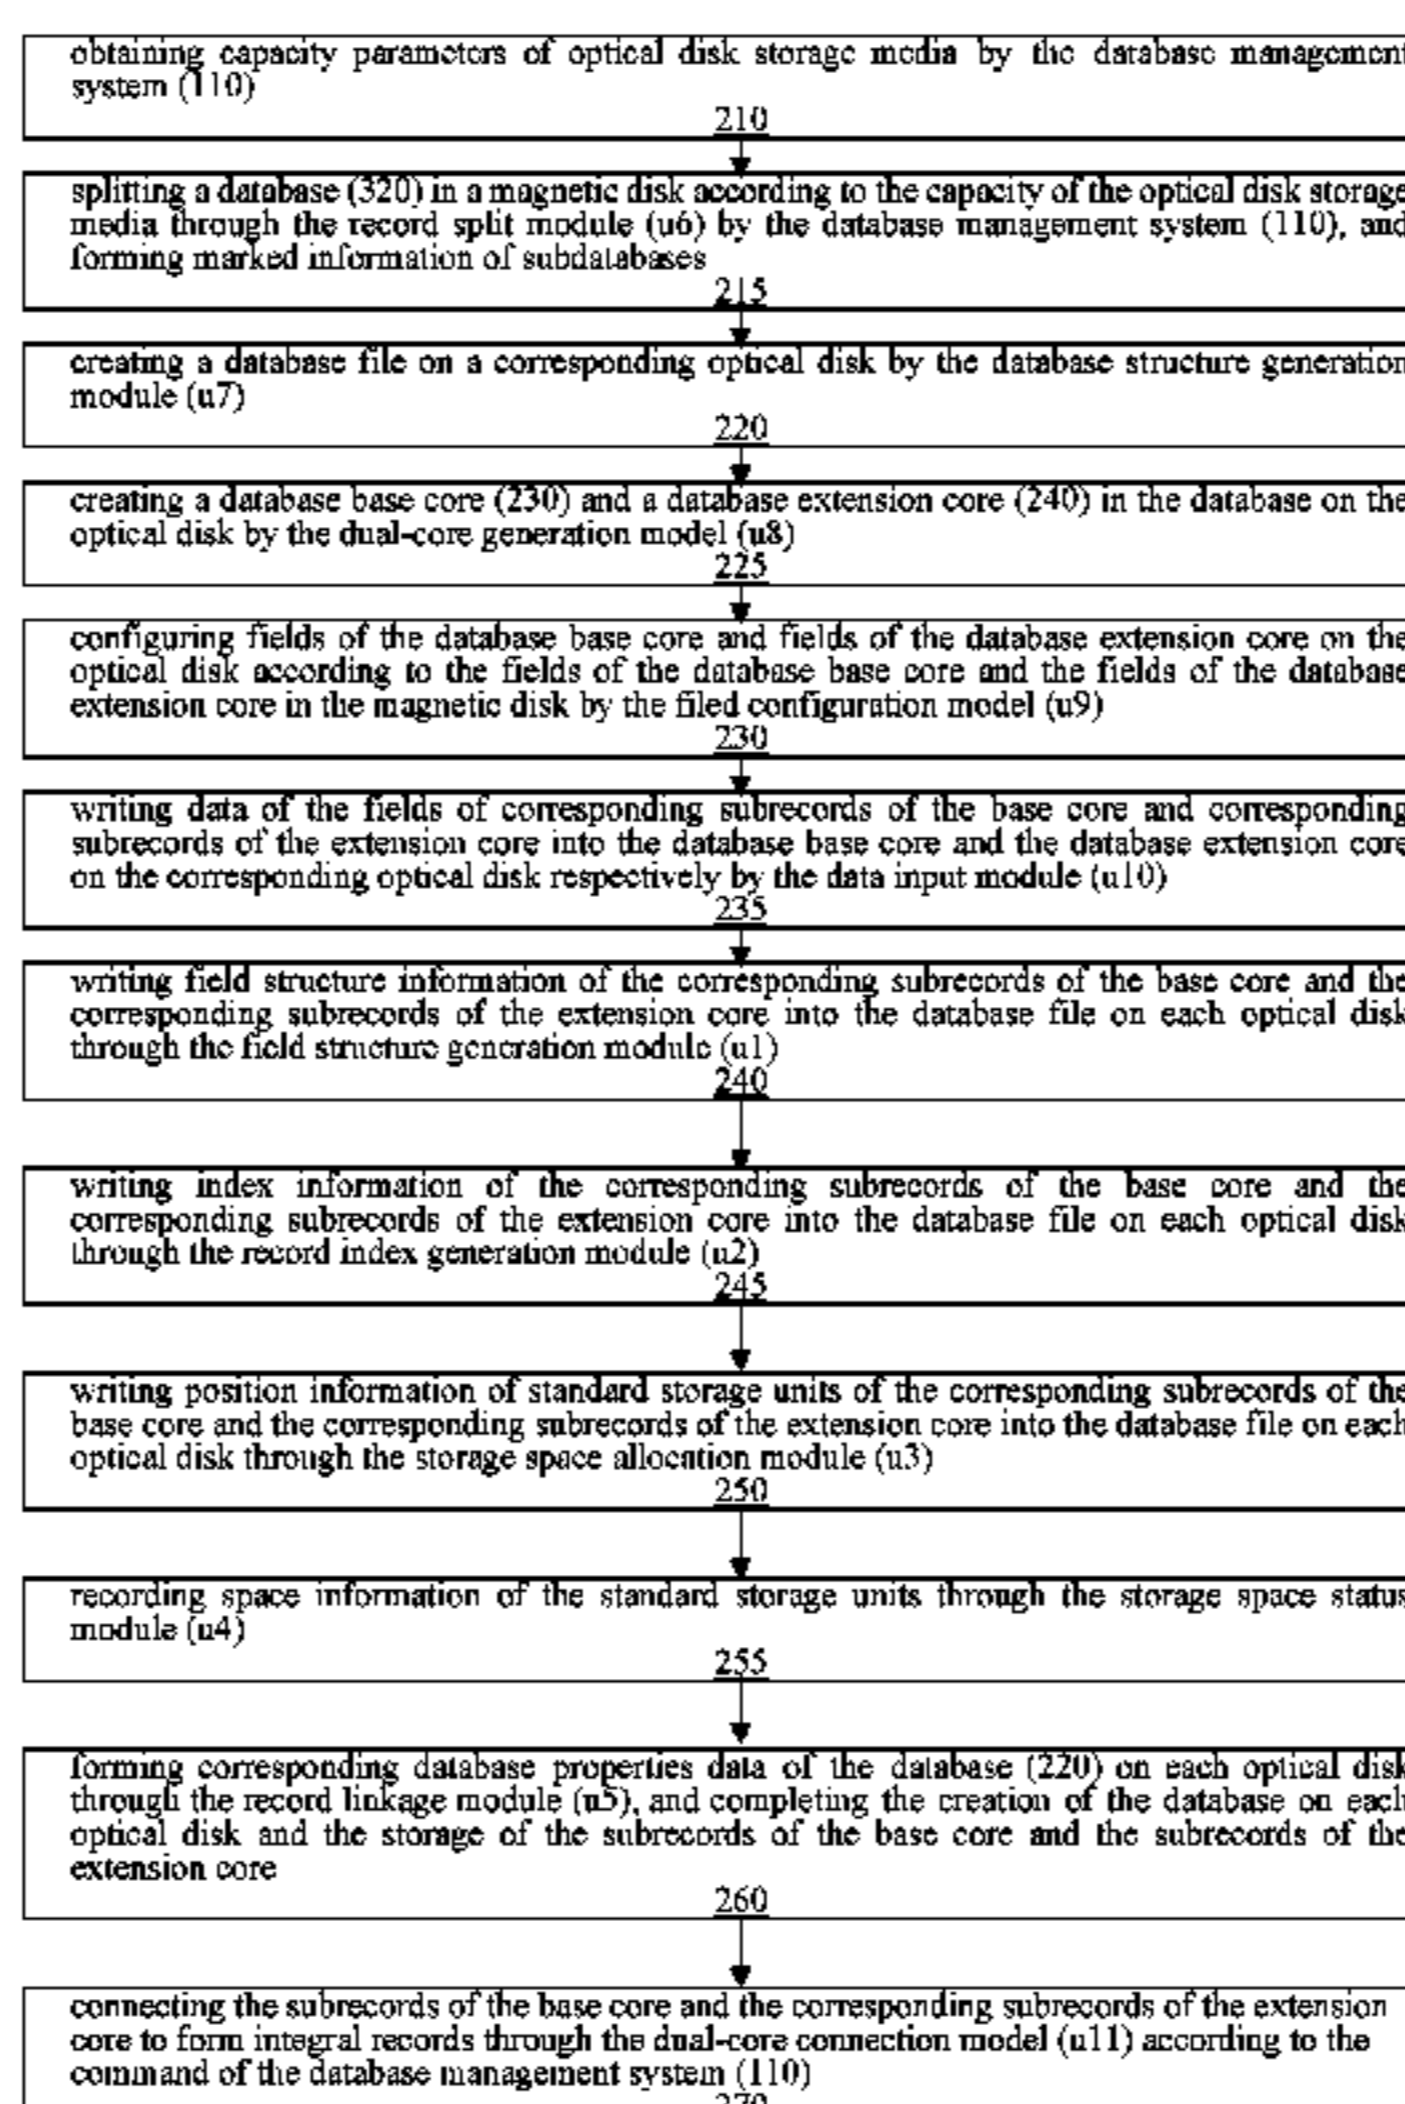 obtaining capacity parameters of optical disk storage media by the database management
system (110)
210
splitting a database (320) in a magnetic disk according to the capacity of the optical disk storage
media through the record split module (u6) by the database management system (110), and
forming marked information of subdatabases
215
creating a database file on a corresponding optical disk by the database structure generation
module (u7)
220
creating a database base core (230) and a database extension core (240) in the database on the
optical disk by the dual-core generation model (u8)
225
configuring fields of the database base core and fields of the database extension core on the
optical disk according to the fields of the database base core and the fields of the database
extension core in the magnetic disk by the filed configuration model (u9)
230
writing data of the fields of corresponding subrecords of the base core and corresponding
subrecords of the extension core into the database base core and the database extension core
on the corresponding optical disk respectively by the data input module (u10)
235
writing field structure information of the corresponding subrecords of the base core and the
corresponding subrecords of the extension core into the database file on each optical disk
through the field structure generation module (u1)
240
writing index information of the corresponding subrecords of the base core and the
corresponding subrecords of the extension core into the database file on each optical disk
through the record index generation module (u2)
245
writing position information of standard storage units of the corresponding subrecords of the
base core and the corresponding subrecords of the extension core into the database file on each
optical disk through the storage space allocation module (u3)
250
recording space information of the standard storage units through the storage space status
module (u4)
255
forming corresponding database properties data of the database (220) on each optical disk
through the record linkage module (u5), and completing the creation of the database on each
optical disk and the storage of the subrecords of the base core and the subrecords of the
extension core
260
connecting the subrecords of the base core and the corresponding subrecords of the extension
core to form integral records through the dual-core connection model (u11) according to the
command of the database management system (110)